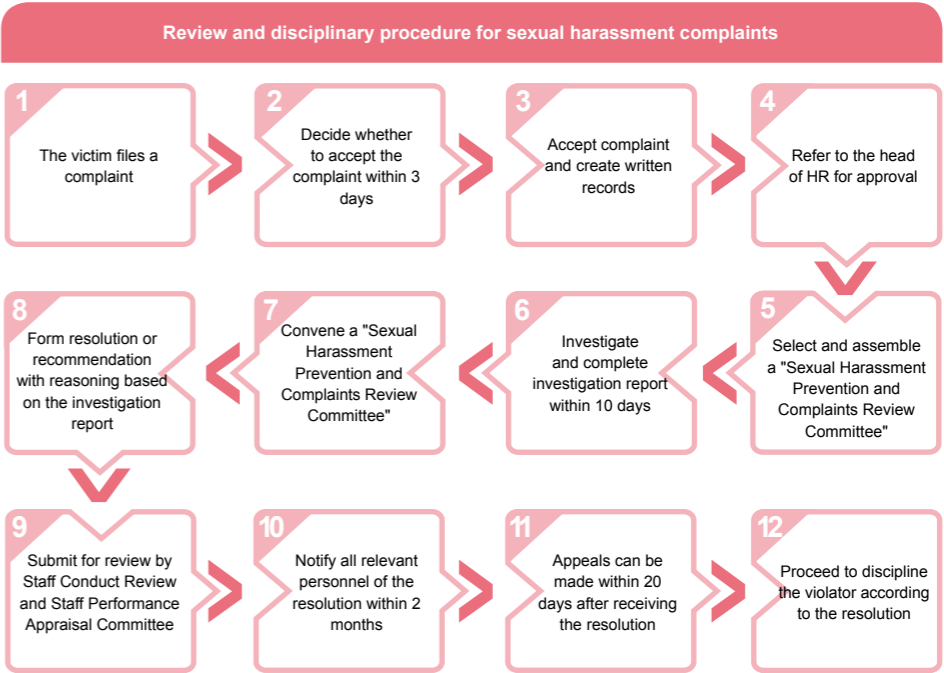 Review and disciplinary procedure for sexual harassment complaints
1
The victim files a
complaint
2
Decide whether
to accept the
complaint within 3
days
3
Accept complaint
and create written
records
4
Refer to the head
of HR for approval
5
Select and assemble
a "Sexual Harassment
Prevention and
Complaints Review
Committee"
6
Investigate
and complete
investigation report
within 10 days
7
Convene a "Sexual
Harassment
Prevention and
Complaints Review
Committee"
8
Form resolution or
recommendation
with reasoning based
on the investigation
report
9
Submit for review by
Staff Conduct Review
and Staff Performance
Appraisal Committee
10
Notify all relevant
personnel of the
resolution within 2
months
11
Appeals can be
made within 20
days after receiving
the resolution
12
Proceed to discipline
the violator according
to the resolution